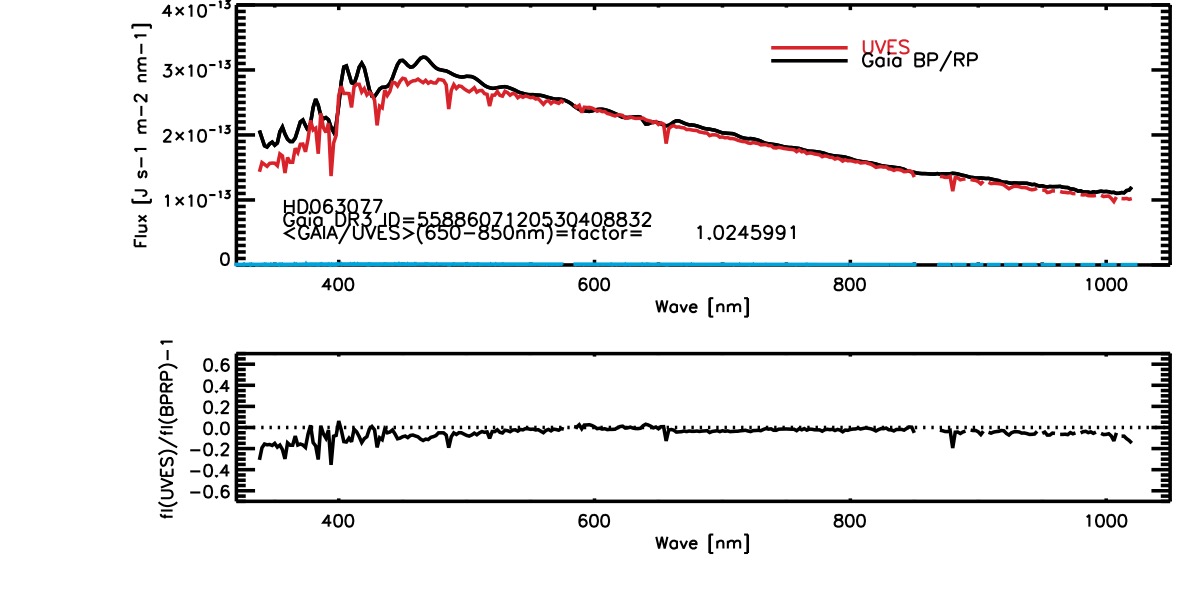 4×10−13
3×10−13
2×10−13
1×10−13
0
Flux [J s−1 m−2 nm−1]
UVES
Gaia BP/RP
HD063077
Gaia DR3 ID=5588607120530408832
<GAIA/UVES>(650−850nm)=factor= 1.0245991
400 600 800 1000
Wave [nm]
fl(UVES)/fl(BPRP)−1
0.6
0.4
0.2
0.0
−0.2
−0.4
−0.6
400 600 800 1000
Wave [nm]